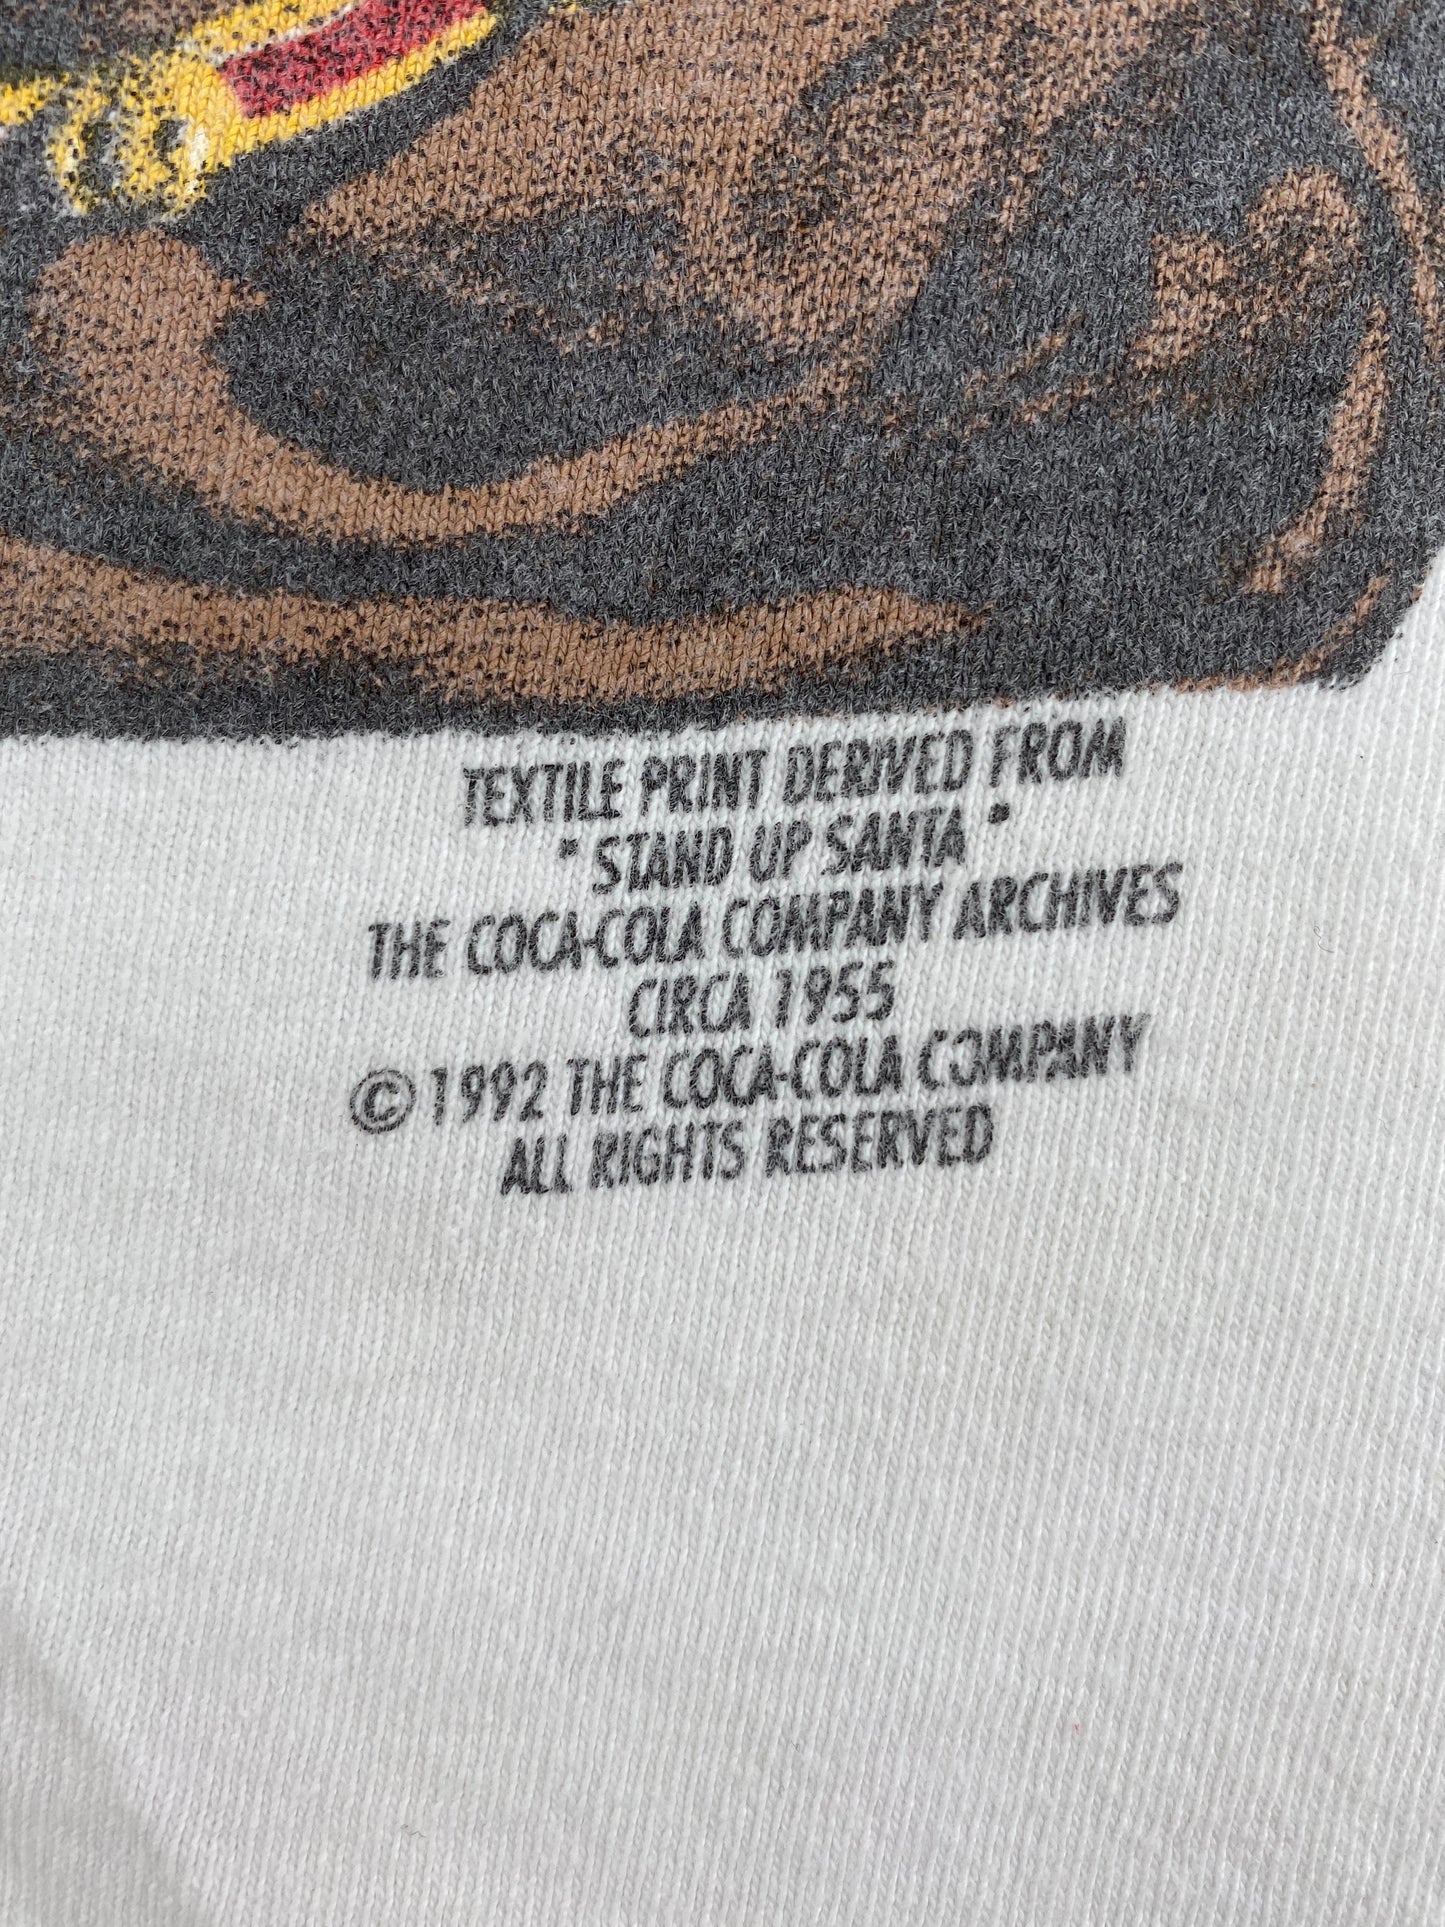 TEXTILE PRINT DERIVED FROM
" STAND UP SANTA "
THE COCA-COLA COMPANY ARCHIVES
CIRCA 1955
© 1992 THE COCA-COLA COMPANY
ALL RIGHTS RESERVED